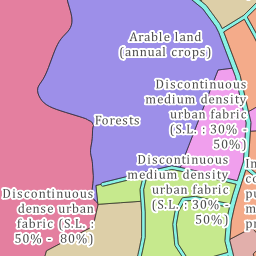 Arable land
(annual crops)
Discontinuous
medium density
urban fabric
(S.L. : 30% -
50%)
Forests
Discontinuous
medium density
urban fabric
(S.L. : 30% -
50%)
Discontinuous
dense urban
fabric (S.L. :
50% -  80%)